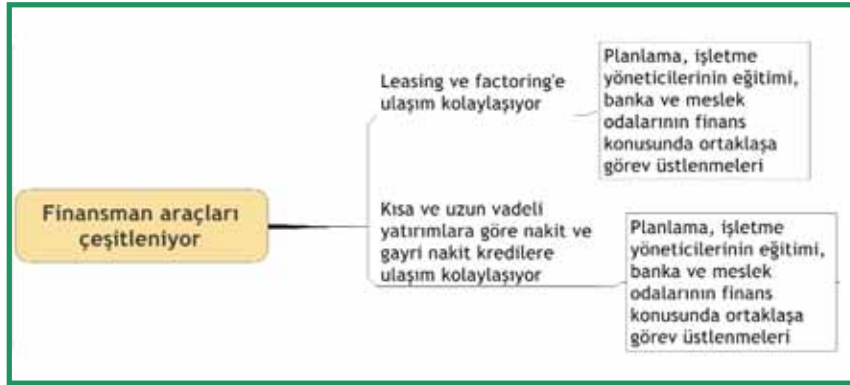 Finansman araçları
çeşitleniyor
Leasing ve factoring'e
ulaşım kolaylaşıyor
Planlama, işletme
yöneticilerinin eğitimi,
banka ve meslek
odalarının finans
konusunda ortaklaşa
görev üstlenmeleri
Kısa ve uzun vadeli
yatırımlara göre nakit ve
gayri nakit kredilere
ulaşım kolaylaşıyor
Planlama, işletme
yöneticilerinin eğitimi,
banka ve meslek
odalarının finans
konusunda ortaklaşa
görev üstlenmeleri